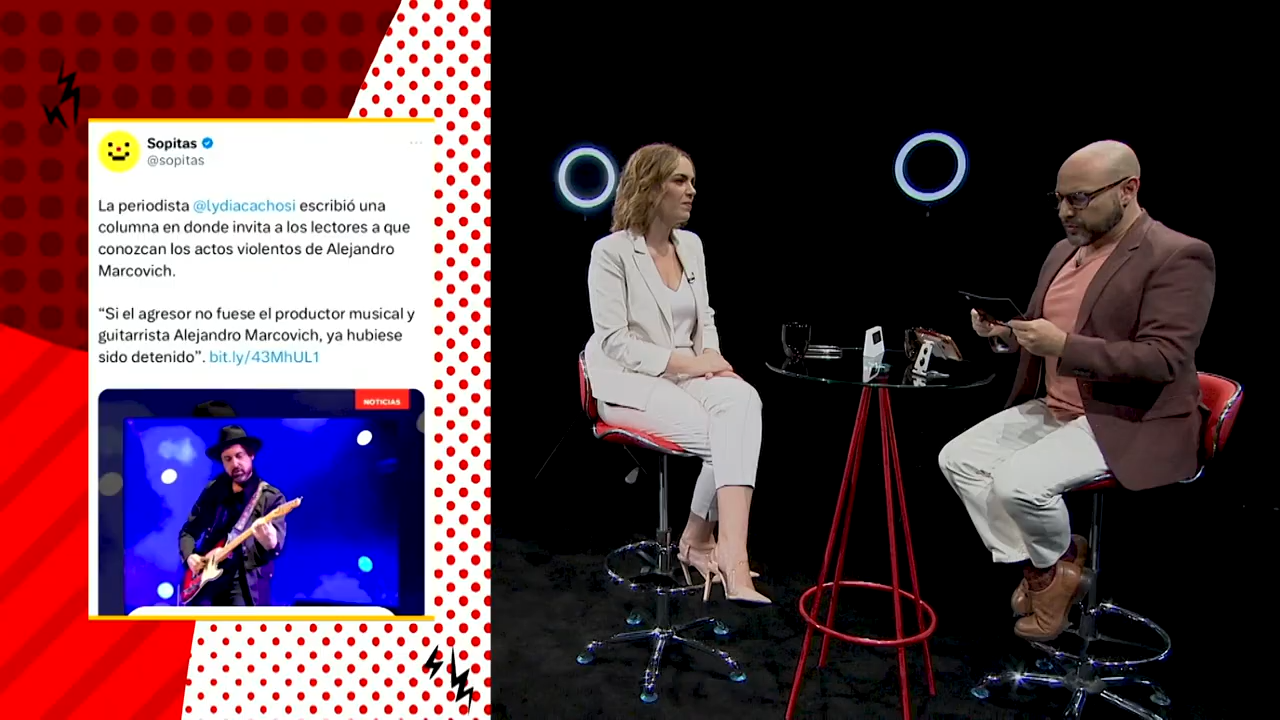 Sopitas
@sopitas
La periodista @lydiacachosi escribió una
columna en donde invita a los lectores a que
conozcan los actos violentos de Alejandro
Marcovich.
“Si el agresor no fuese el productor musical y
guitarrista Alejandro Marcovich, ya hubiese
sido detenido”. bit.ly/43MhUL1
NOTICIAS